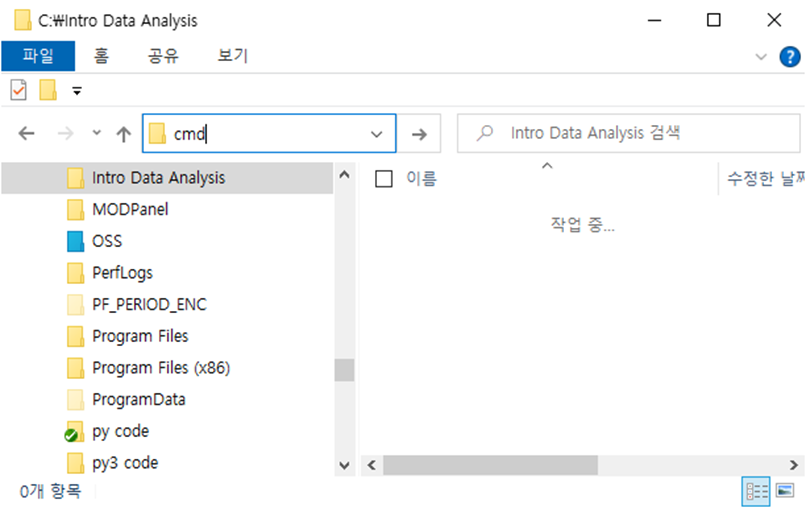 C:₩Intro Data Analysis
파일 홈 공유 보기
cmd
Intro Data Analysis 검색
Intro Data Analysis
MODPanel
OSS
PerfLogs
PF_PERIOD_ENC
Program Files
Program Files (x86)
ProgramData
py code
py3 code
이름 수정한 날짜
작업 중...
0개 항목